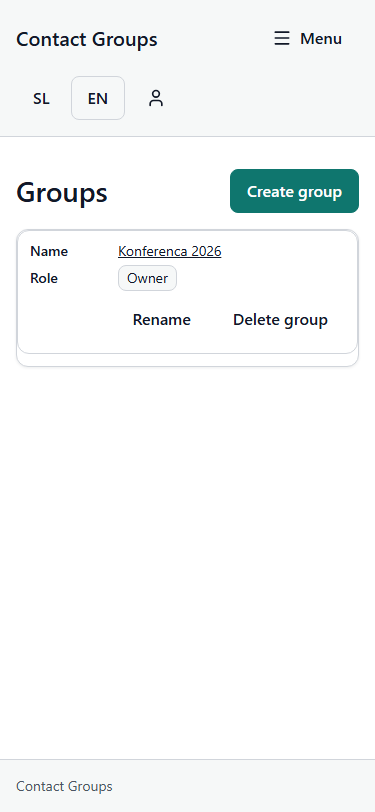 Contact Groups
Menu
SL
EN
Groups
Create group
Name Konferenca 2026
Role Owner
Rename Delete group
Contact Groups